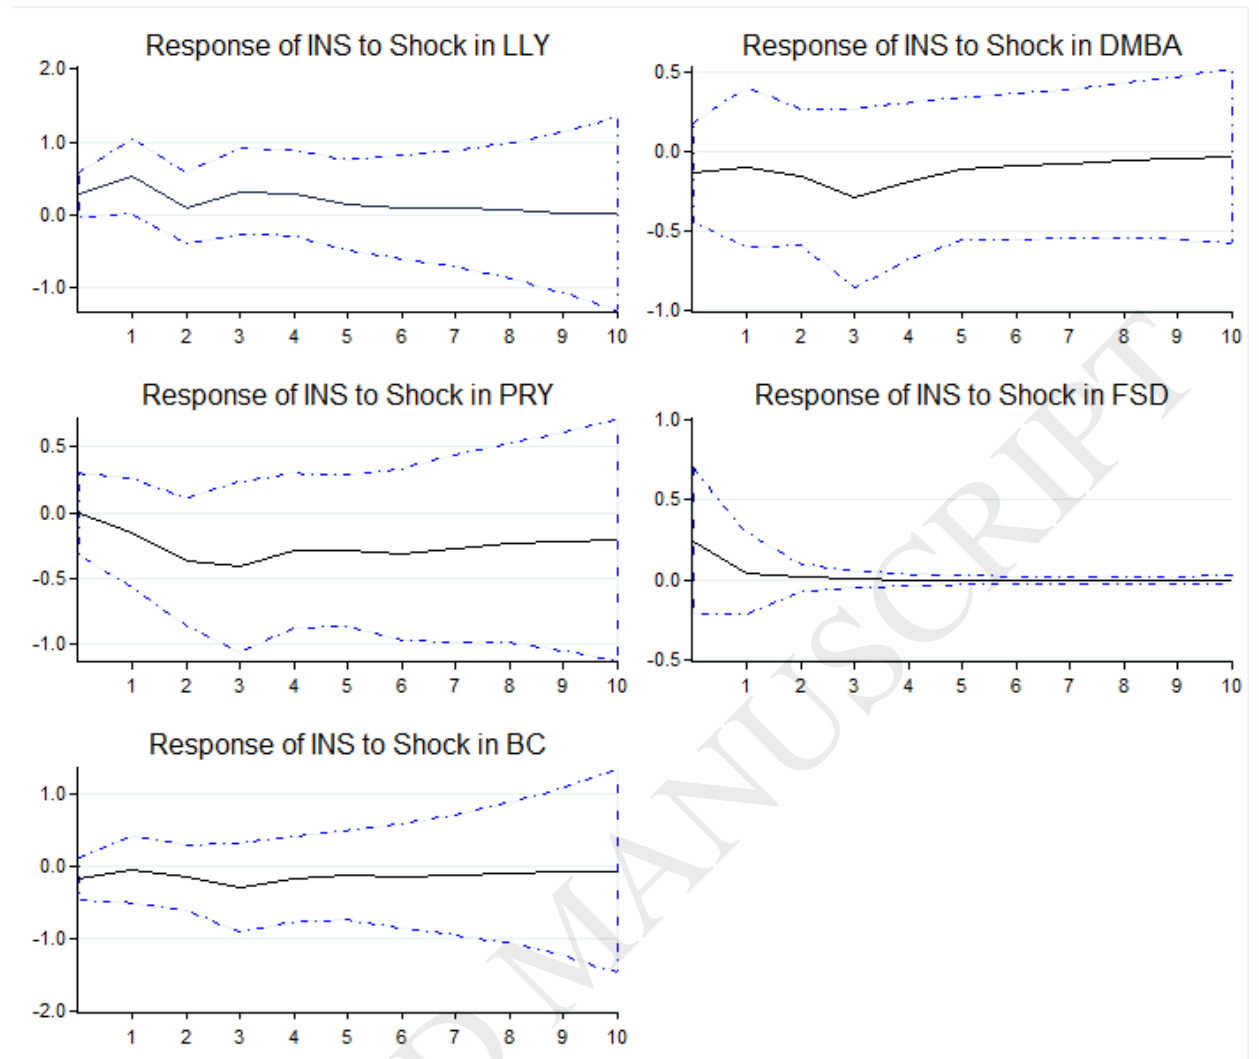 Response of INS to Shock in LLY
2.0
1.0
0.0
-1.0
1 2 3 4 5 6 7 8 9 10
Response of INS to Shock in DMBA
0.5
0.0
-0.5
-1.0
1 2 3 4 5 6 7 8 9 10
Response of INS to Shock in PRY
0.5
0.0
-0.5
-1.0
1 2 3 4 5 6 7 8 9 10
Response of INS to Shock in FSD
1.0
0.5
0.0
-0.5
1 2 3 4 5 6 7 8 9 10
Response of INS to Shock in BC
1.0
0.0
-1.0
-2.0
1 2 3 4 5 6 7 8 9 10
D MANUSCRIPT